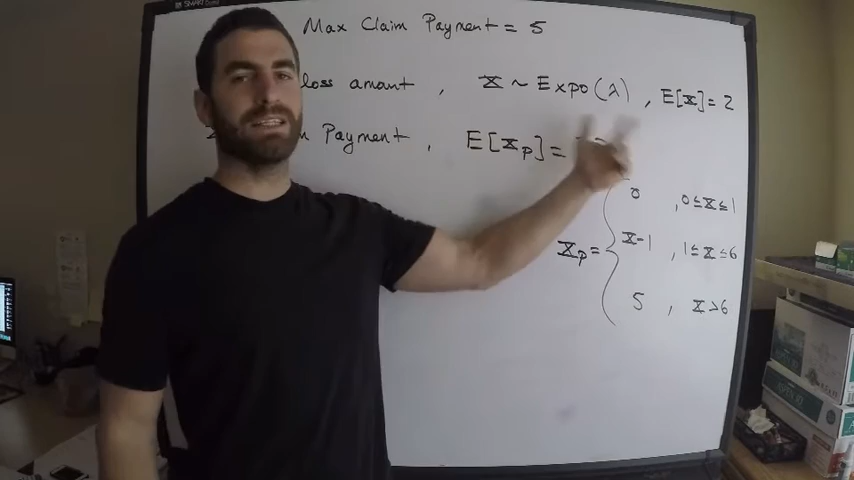 SMART
Max Claim Payment = 5
loss amount , X ~ Expo(λ) , E[X] = 2
Payment , E[Xp] =
0 , 0≤X≤1
Xp = { X-1 , 1≤X≤6
5 , X>6